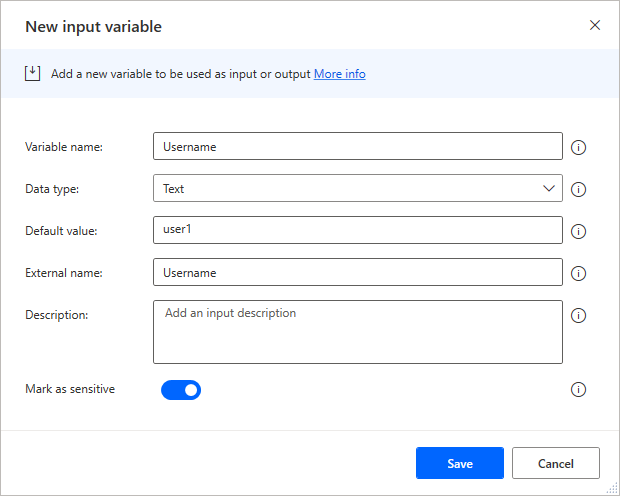 New input variable
Add a new variable to be used as input or output More info
Variable name: Username
Data type: Text
Default value: user1
External name: Username
Description: Add an input description
Mark as sensitive
Save Cancel